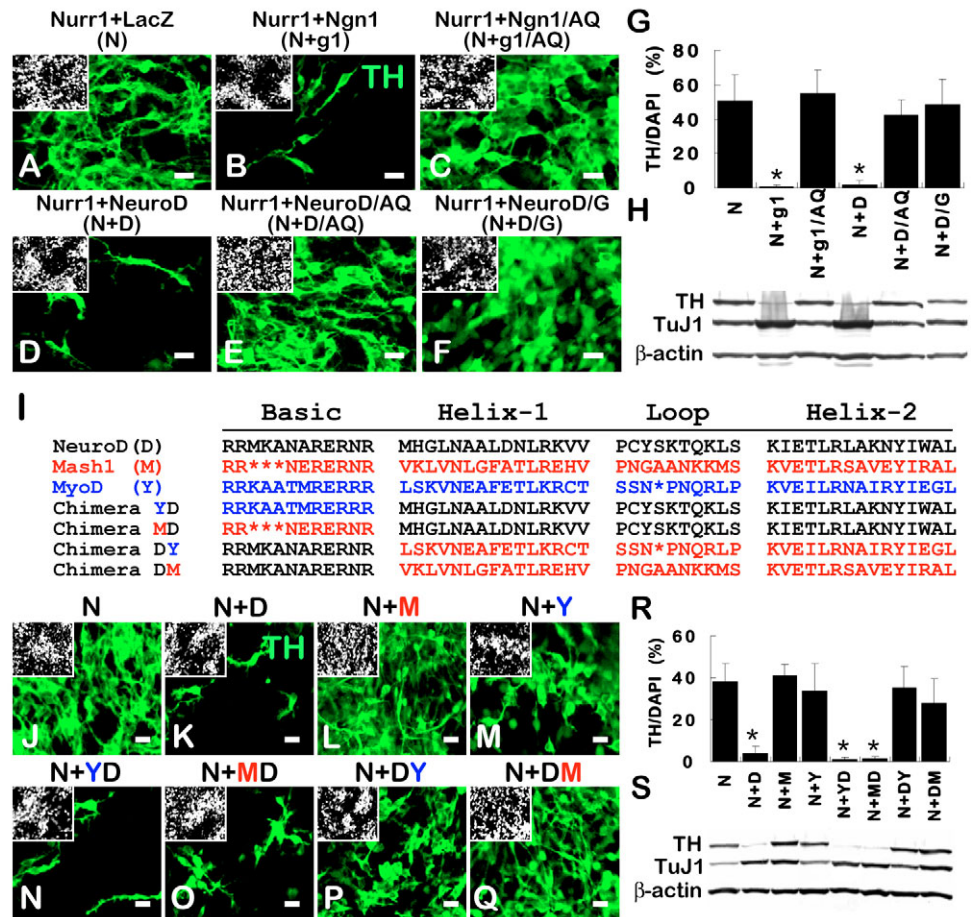 Nurr1+LacZ
(N)
Nurr1+Ngn1
(N+g1)
Nurr1+Ngn1/AQ
(N+g1/AQ)
A
B
TH
C
Nurr1+NeuroD
(N+D)
Nurr1+NeuroD/AQ
(N+D/AQ)
Nurr1+NeuroD/G
(N+D/G)
D
E
F
G
TH/DAPI (%)
80
60
40
20
0
*
*
N
N+g1
N+g1/AQ
N+D
N+D/AQ
N+D/G
H
TH
TuJ1
β-actin
I
Basic Helix-1 Loop Helix-2
NeuroD (D) RRMKANARERNR MHGLNAALDNLRKVV PCYSKTQKLS KIETLRLAKNYIWAL
Mash1 (M) RR***NERERNR VKLVNLGFATLREHV PNGAANKKMS KVETLRSAVEYIRAL
MyoD (Y) RRKAATMRERRR LSKVNEAFETLKRCT SSN*PNQRLP KVEILRNAIRYIEGL
Chimera YD RRKAATMRERRR MHGLNAALDNLRKVV PCYSKTQKLS KIETLRLAKNYIWAL
Chimera MD RR***NERERNR MHGLNAALDNLRKVV PCYSKTQKLS KIETLRLAKNYIWAL
Chimera DY RRMKANARERNR LSKVNEAFETLKRCT SSN*PNQRLP KVEILRNAIRYIEGL
Chimera DM RRMKANARERNR VKLVNLGFATLREHV PNGAANKKMS KVETLRSAVEYIRAL
N
N+D
N+M
N+Y
J
K
TH
L
M
N+YD
N+MD
N+DY
N+DM
N
O
P
Q
R
TH/DAPI (%)
60
40
20
0
*
*
*
N
N+D
N+M
N+Y
N+YD
N+MD
N+DY
N+DM
S
TH
TuJ1
β-actin